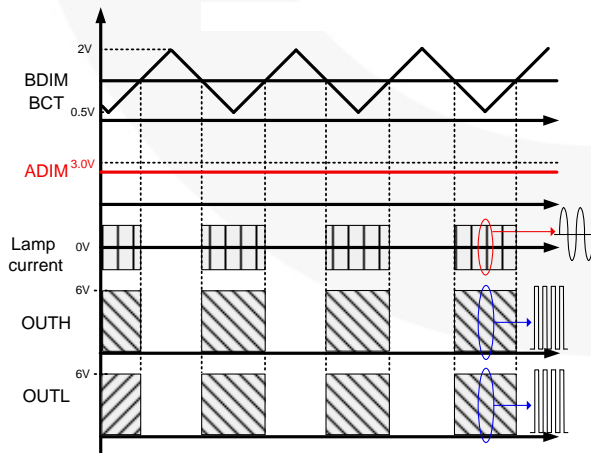 2V
BDIM
BCT
0.5V
ADIM
3.0V
Lamp
current
0V
6V
OUTH
6V
OUTL